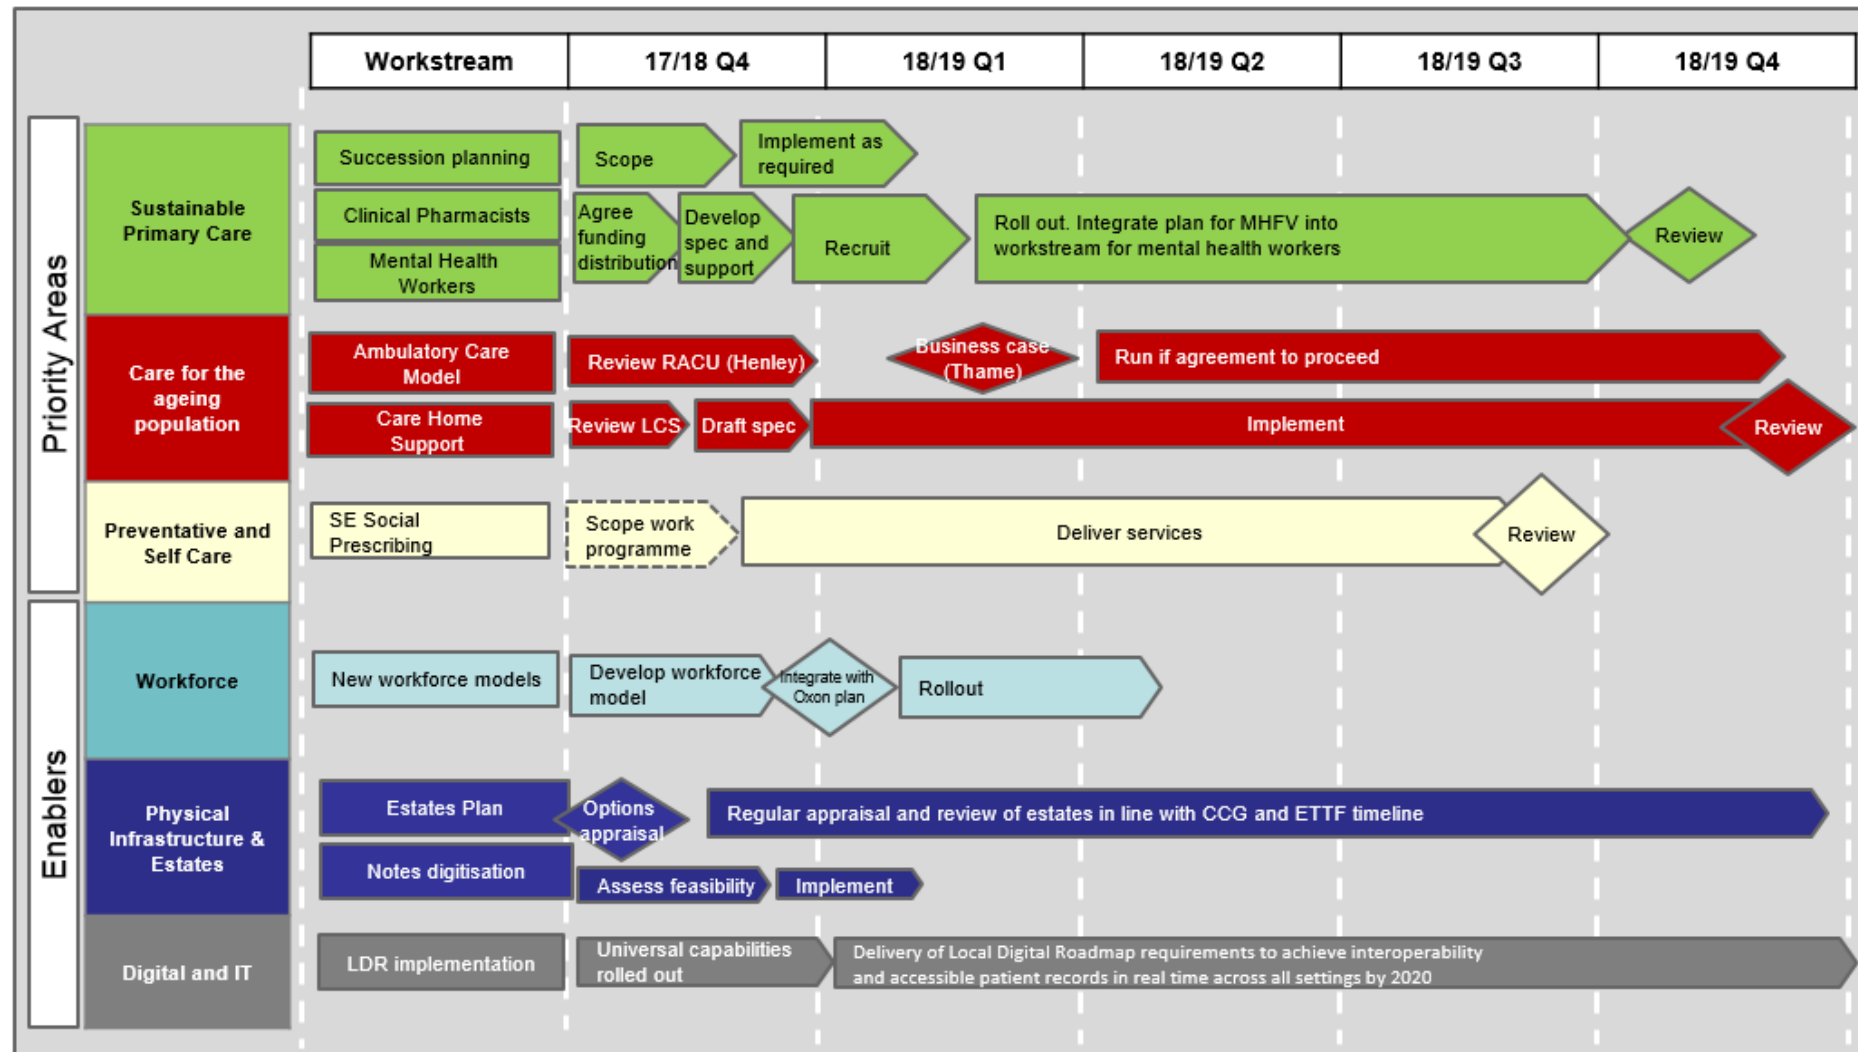 Workstream
17/18 Q4
18/19 Q1
18/19 Q2
18/19 Q3
18/19 Q4
Priority Areas
Sustainable
Primary Care
Succession planning
Scope
Implement as
required
Clinical Pharmacists
Mental Health
Workers
Agree
funding
distribution
Develop
spec and
support
Recruit
Roll out. Integrate plan for MHFV into
workstream for mental health workers
Review
Care for the
ageing
population
Ambulatory Care
Model
Review RACU (Henley)
Business case
(Thame)
Run if agreement to proceed
Care Home
Support
Review LCS
Draft spec
Implement
Review
Preventative and
Self Care
SE Social
Prescribing
Scope work
programme
Deliver services
Review
Enablers
Workforce
New workforce models
Develop workforce
model
Integrate with
Oxon plan
Rollout
Physical
Infrastructure &
Estates
Estates Plan
Options
appraisal
Regular appraisal and review of estates in line with CCG and ETTF timeline
Notes digitisation
Assess feasibility
Implement
Digital and IT
LDR implementation
Universal capabilities
rolled out
Delivery of Local Digital Roadmap requirements to achieve interoperability
and accessible patient records in real time across all settings by 2020